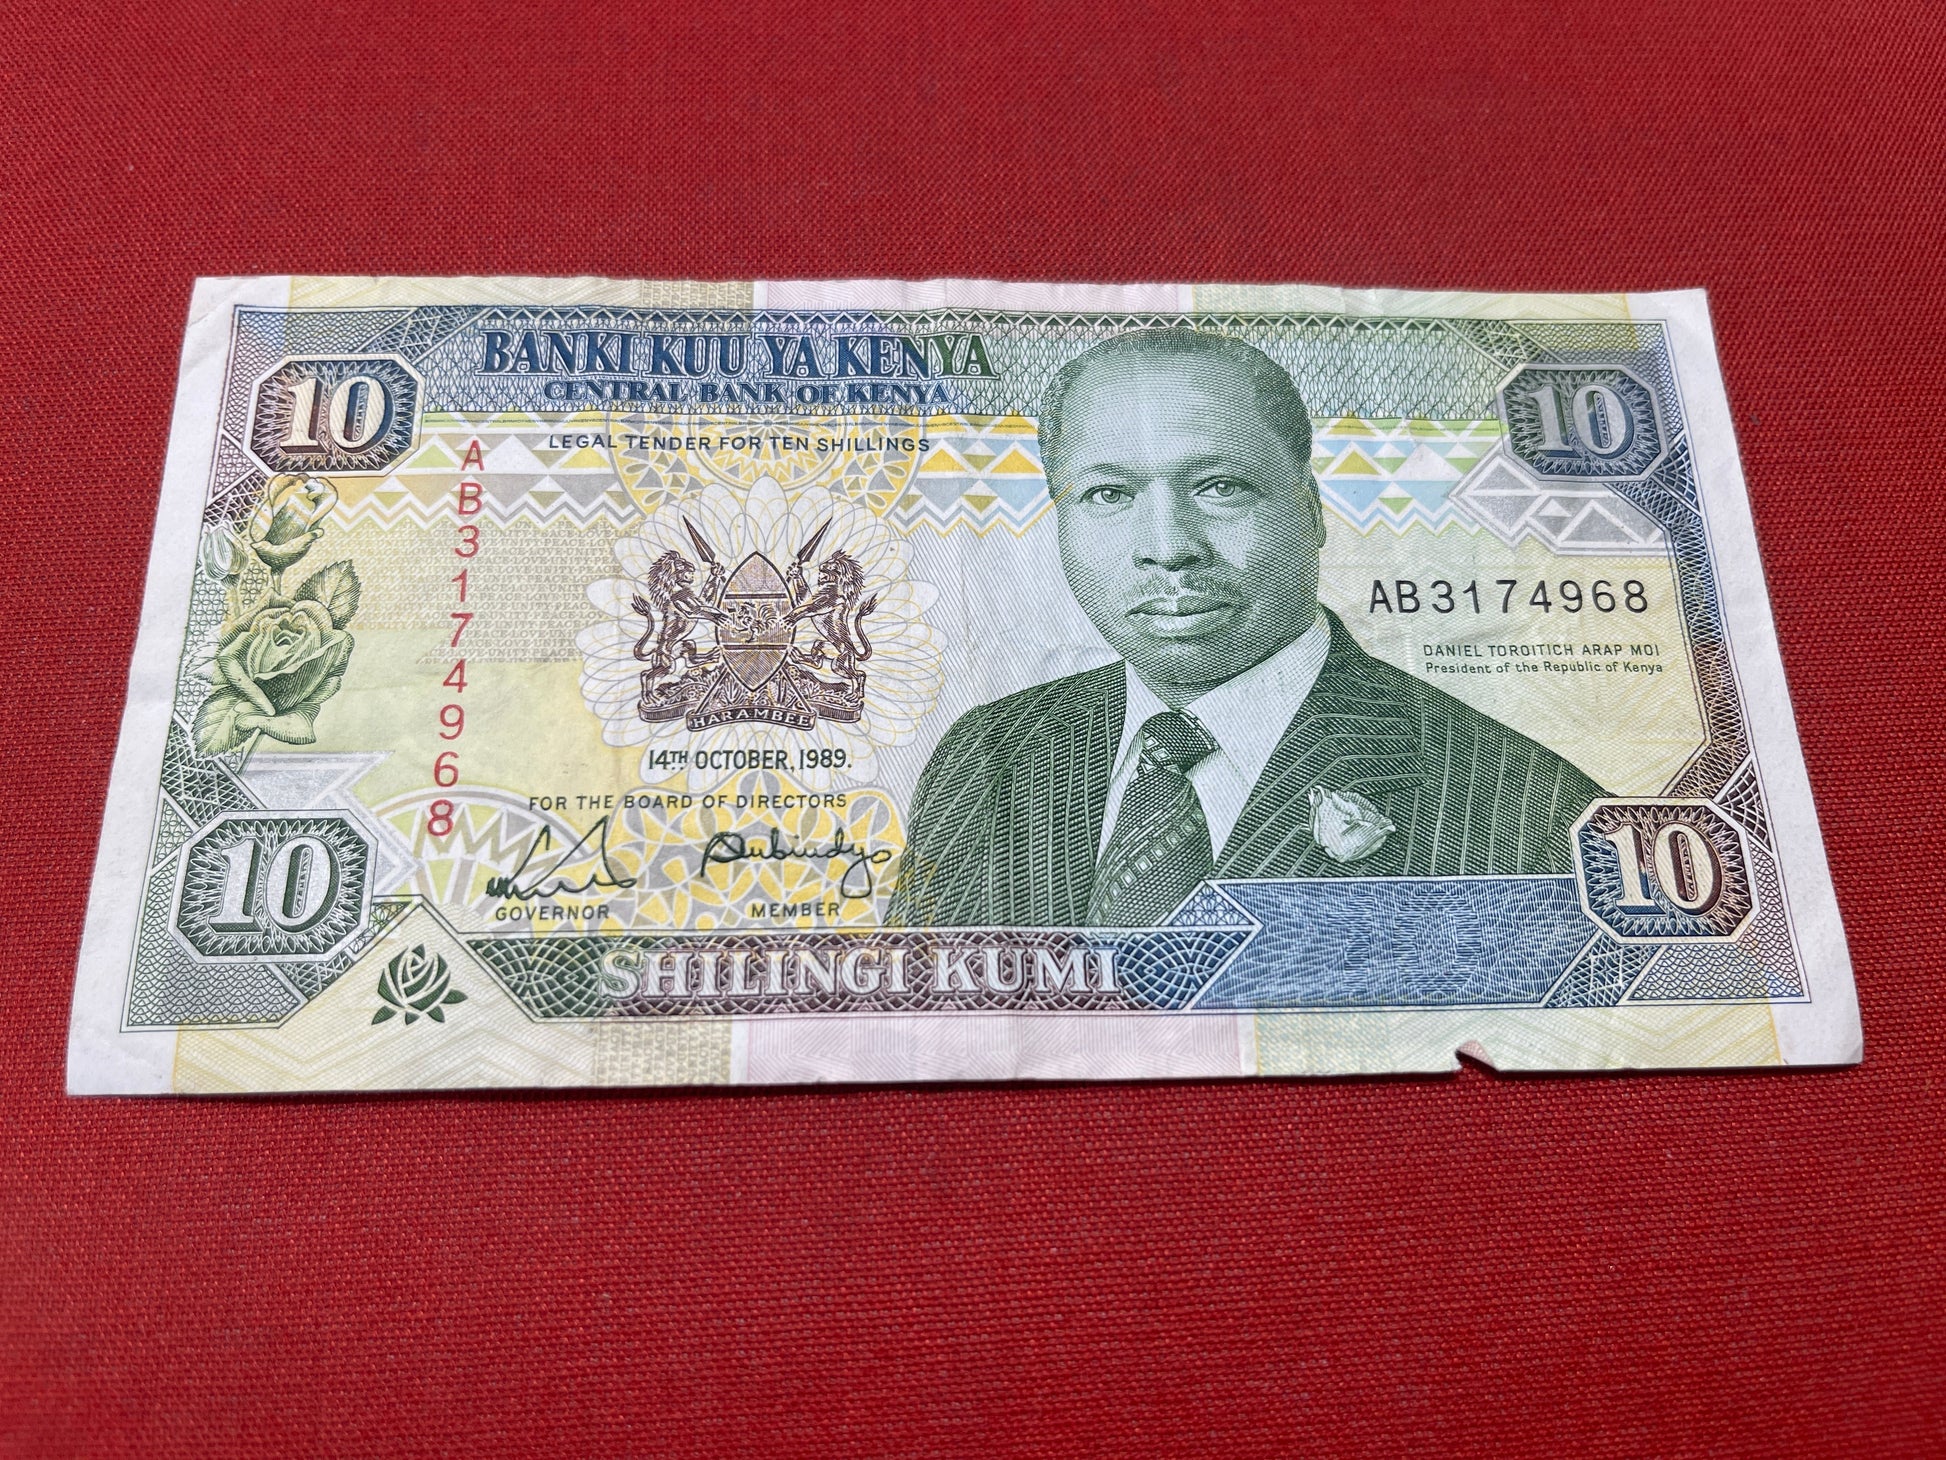 BANKI KUU YA KENYA
CENTRAL BANK OF KENYA
LEGAL TENDER FOR TEN SHILLINGS
10
10
AB3174968
AB3174968
DANIEL TOROITICH ARAP MOI
President of the Republic of Kenya
HARAMBEE
14TH OCTOBER, 1989.
FOR THE BOARD OF DIRECTORS
GOVERNOR
MEMBER
10
10
SHILINGI KUMI